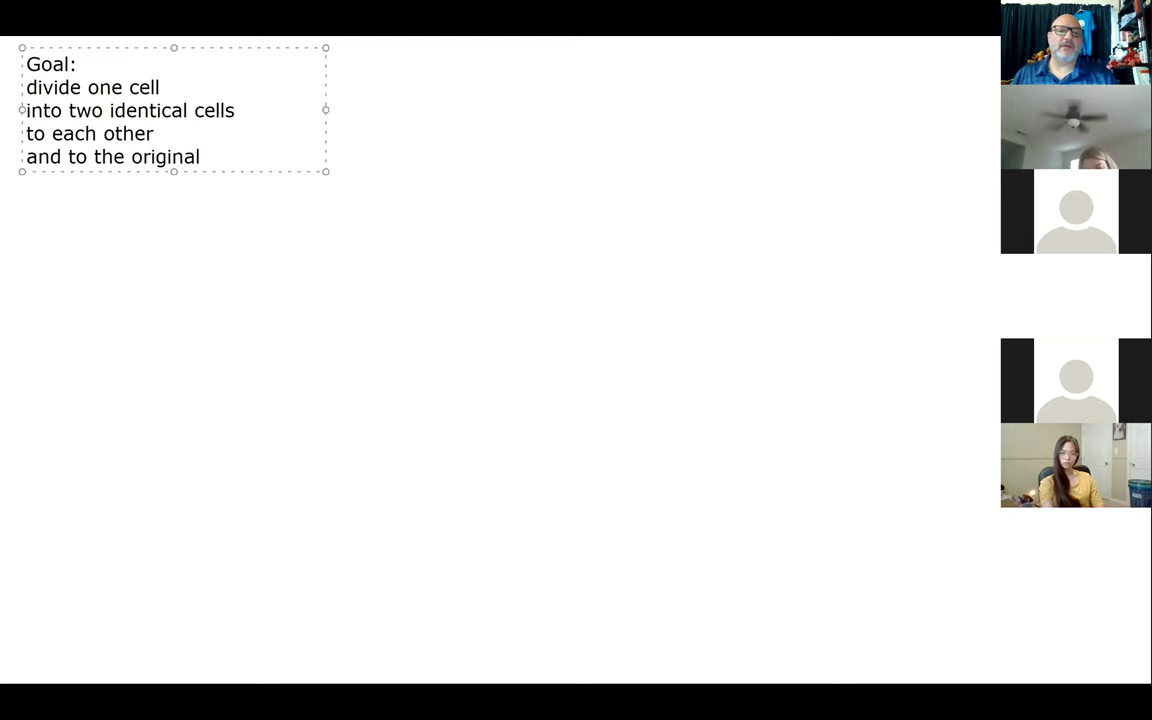 Goal:
divide one cell
into two identical cells
to each other
and to the original